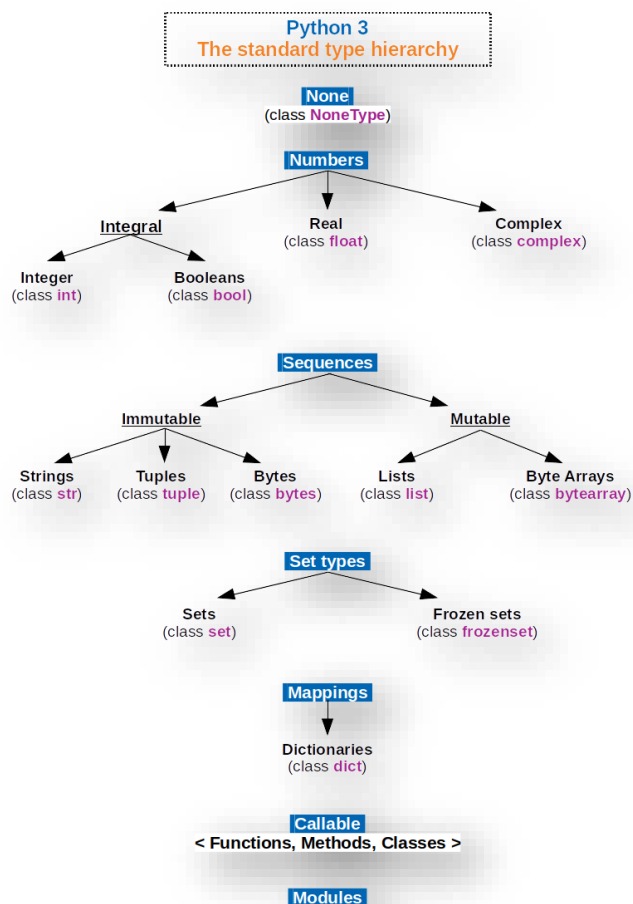 Python 3
The standard type hierarchy
None
(class NoneType)
Numbers
Integral
Real
(class float)
Complex
(class complex)
Integer
(class int)
Booleans
(class bool)
Sequences
Immutable
Mutable
Strings
(class str)
Tuples
(class tuple)
Bytes
(class bytes)
Lists
(class list)
Byte Arrays
(class bytearray)
Set types
Sets
(class set)
Frozen sets
(class frozenset)
Mappings
Dictionaries
(class dict)
Callable
< Functions, Methods, Classes >
Modules